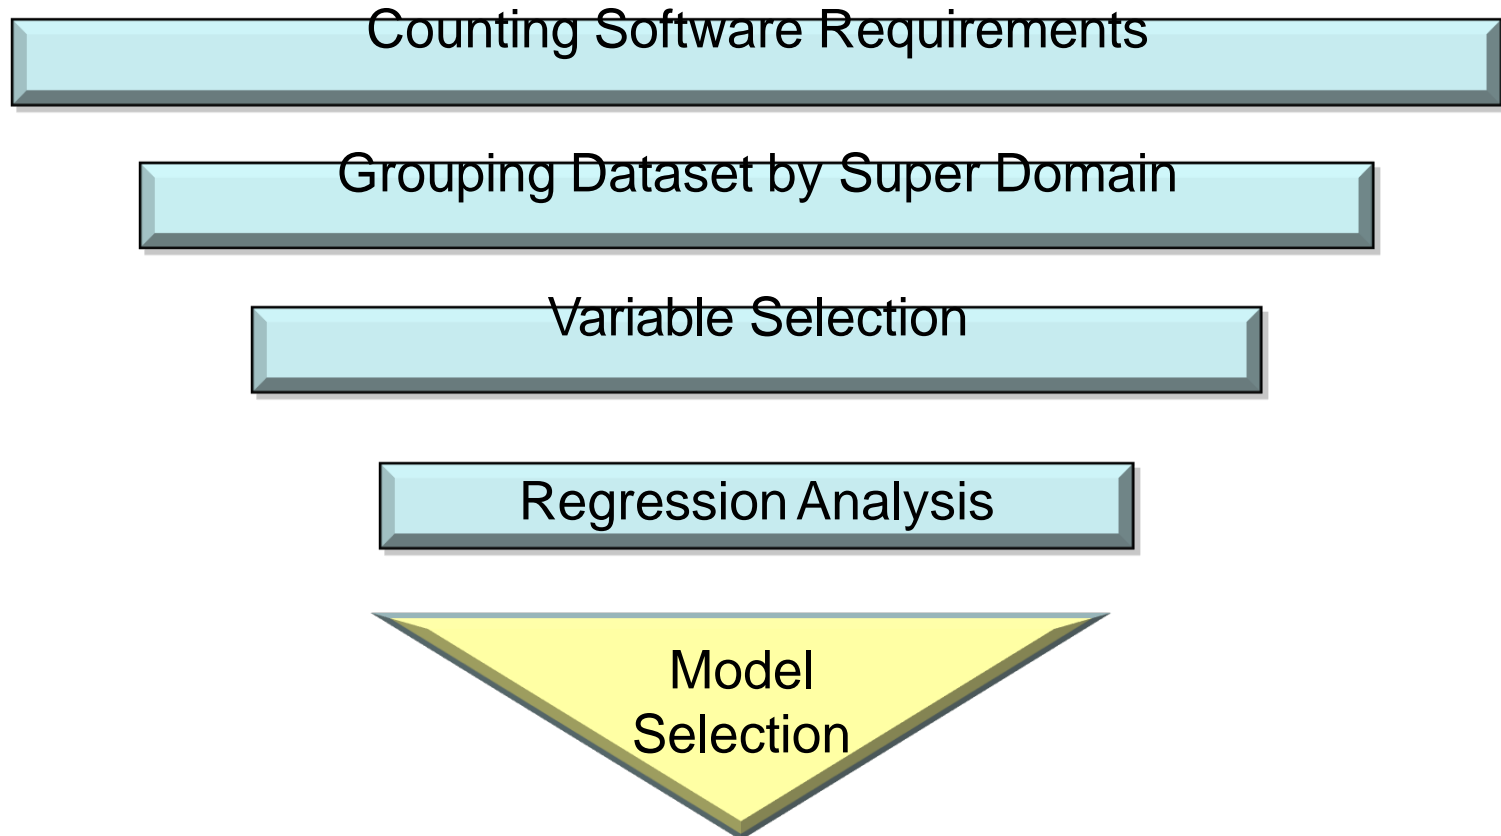 Counting Software Requirements
Grouping Dataset by Super Domain
Variable Selection
Regression Analysis
Model
Selection